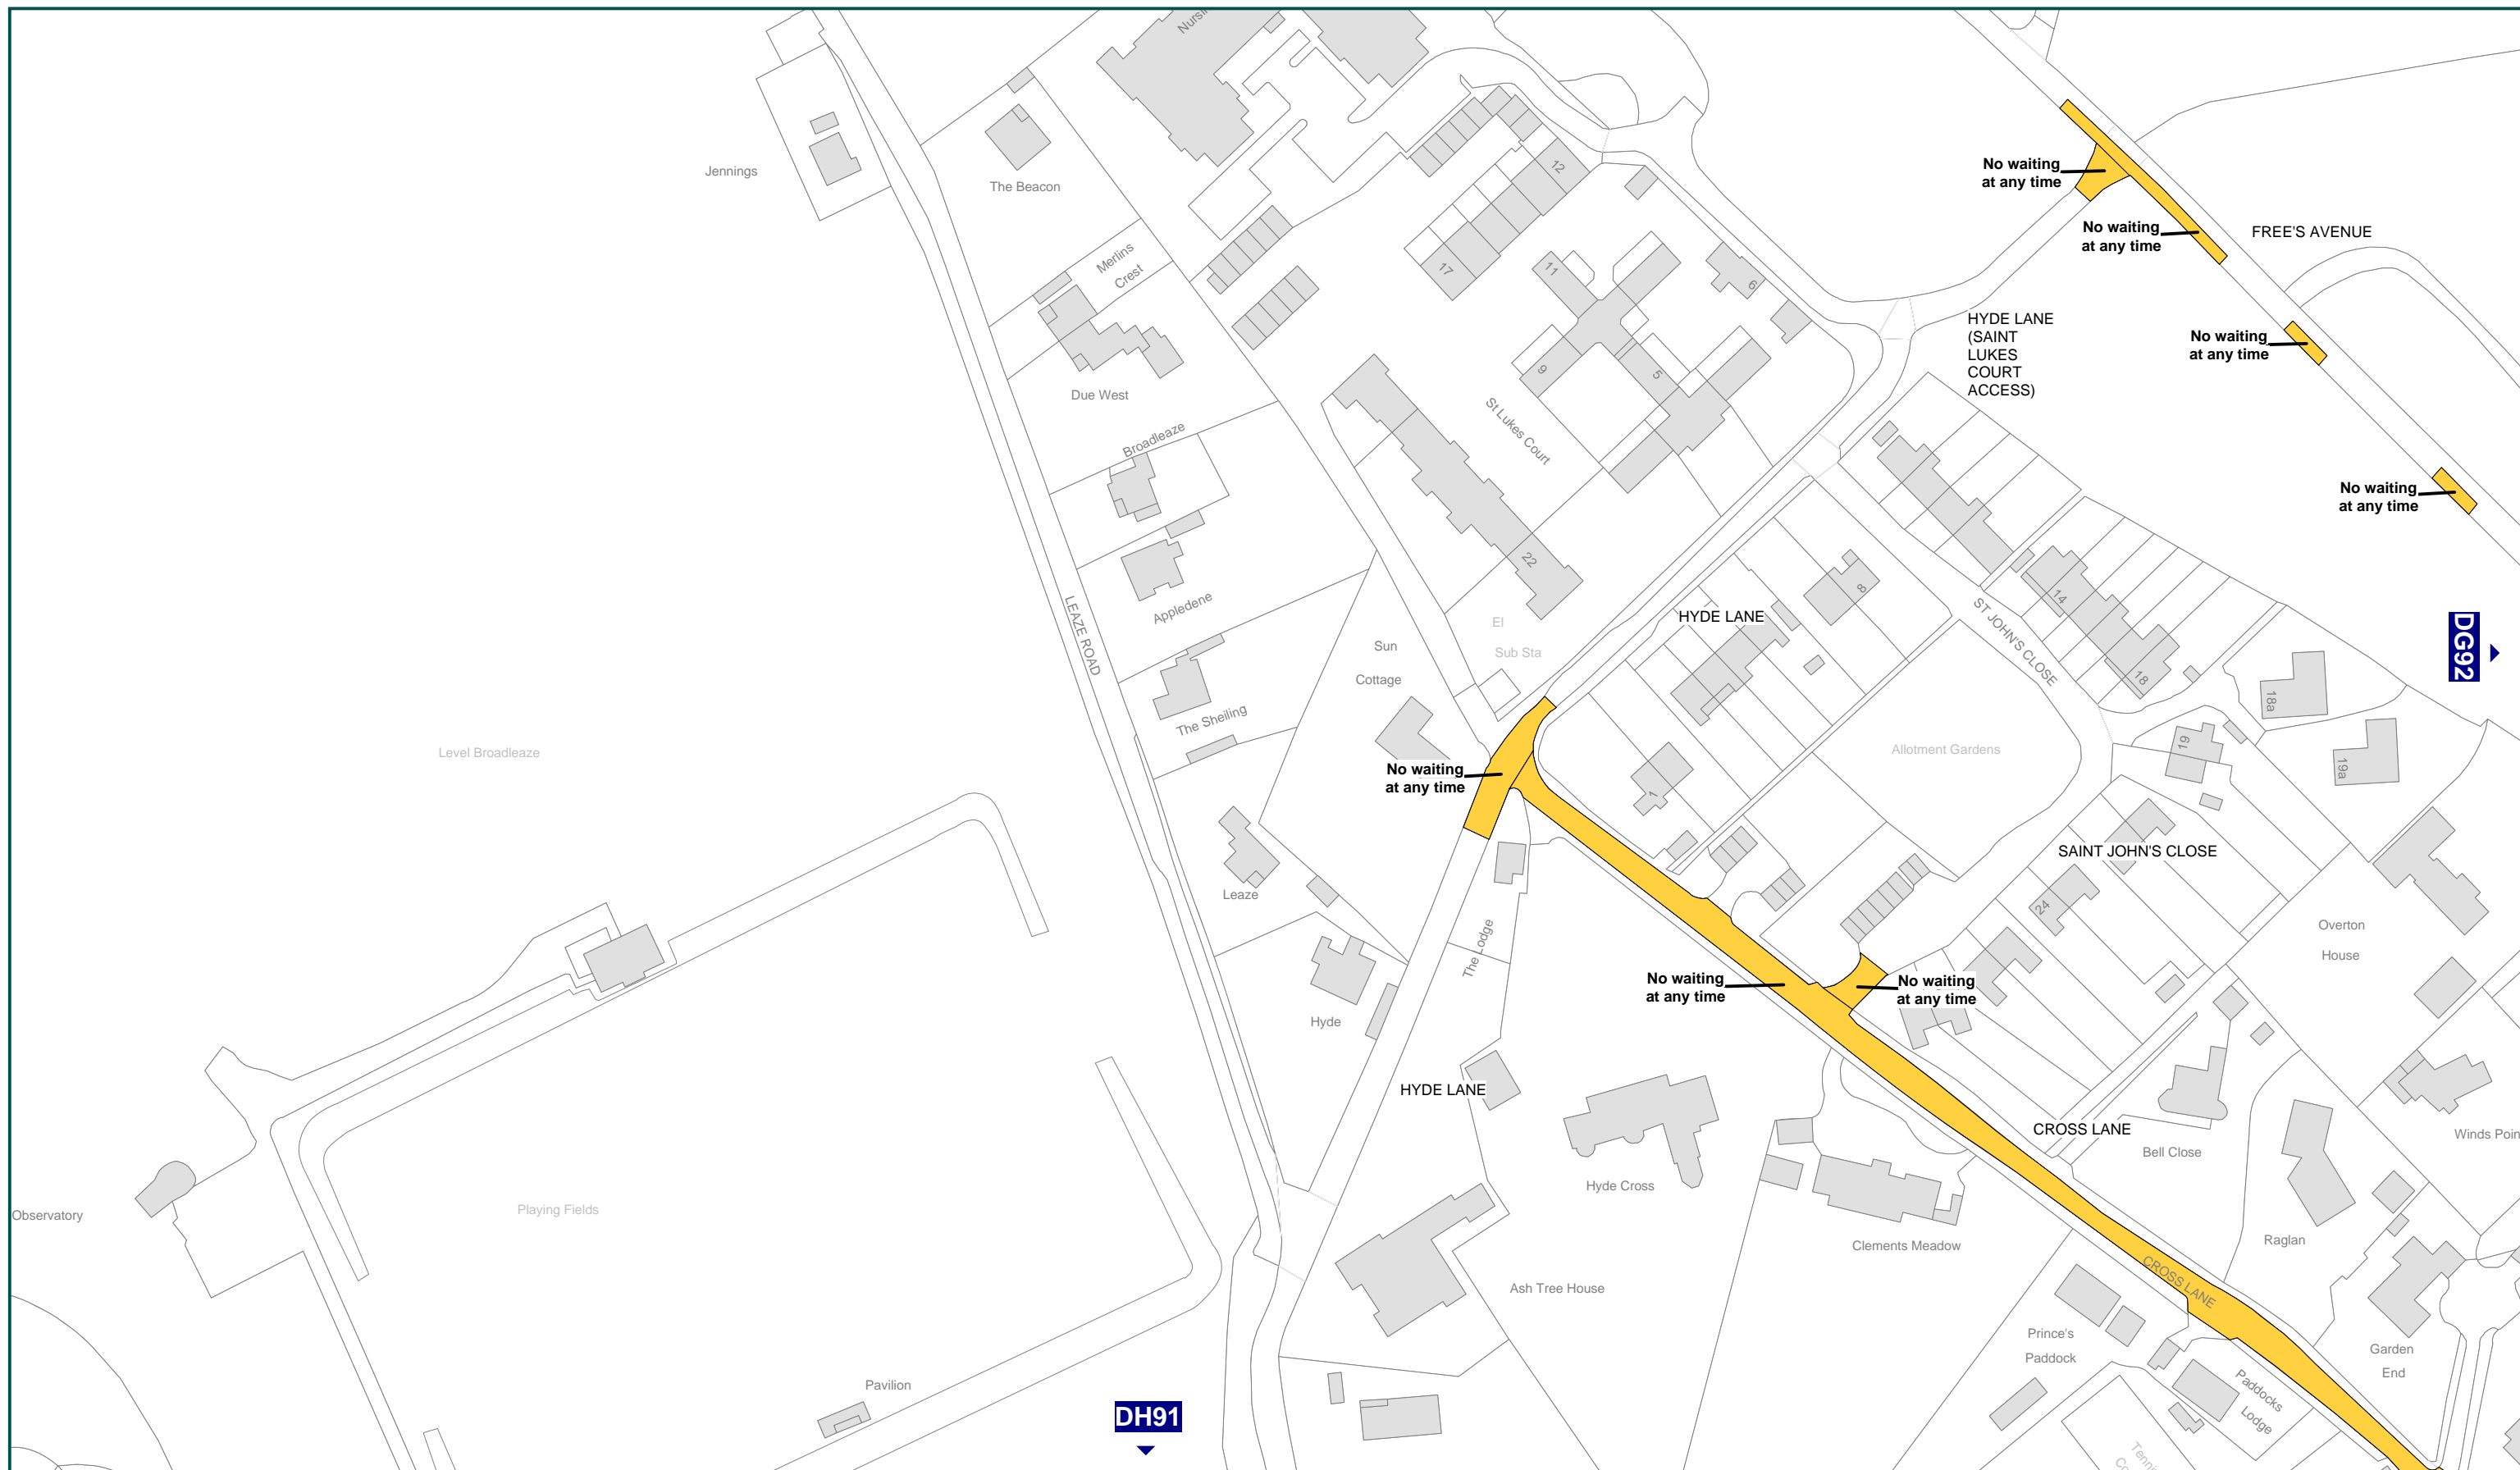 Jennings
The Beacon
Merlins
Crest
Due West
Broadleaze
Appledene
The Sheiling
LEAZE ROAD
Sun
Cottage
El
Sub Sta
Level Broadleaze
Leaze
Hyde
The Lodge
HYDE LANE
Hyde Cross
Ash Tree House
Observatory
Playing Fields
Pavilion
DH91
12
17
11
9
5
6
St Lukes Court
22
HYDE LANE
8
1
No waiting
at any time
No waiting
at any time
No waiting
at any time
FREE'S AVENUE
HYDE LANE
(SAINT
LUKES
COURT
ACCESS)
No waiting
at any time
No waiting
at any time
DG92
ST JOHN'S CLOSE
14
18
18a
19
19a
Allotment Gardens
SAINT JOHN'S CLOSE
24
Overton
House
No waiting
at any time
No waiting
at any time
CROSS LANE
Bell Close
Clements Meadow
Raglan
CROSS LANE
Prince's
Paddock
Paddocks
Lodge
Garden
End